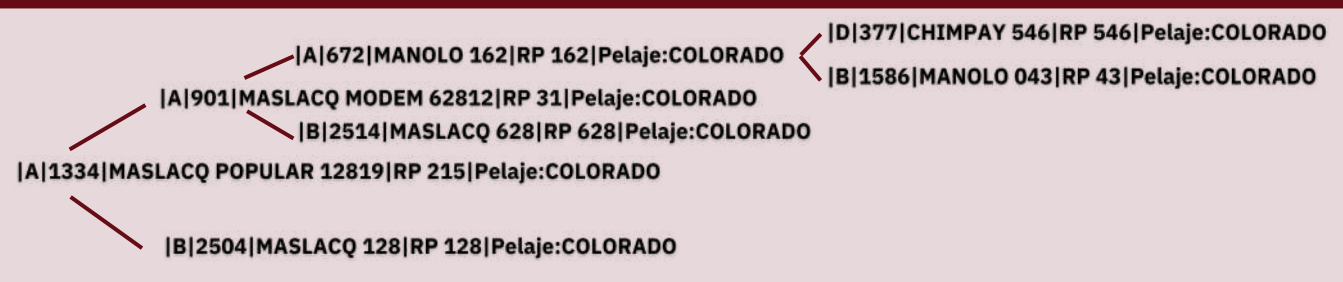 |D|377|CHIMPAY 546|RP 546|Pelaje:COLORADO
|A|672|MANOLO 162|RP 162|Pelaje:COLORADO
|B|1586|MANOLO 043|RP 43|Pelaje:COLORADO
|A|901|MASLACQ MODEM 62812|RP 31|Pelaje:COLORADO
|B|2514|MASLACQ 628|RP 628|Pelaje:COLORADO
|A|1334|MASLACQ POPULAR 12819|RP 215|Pelaje:COLORADO
|B|2504|MASLACQ 128|RP 128|Pelaje:COLORADO